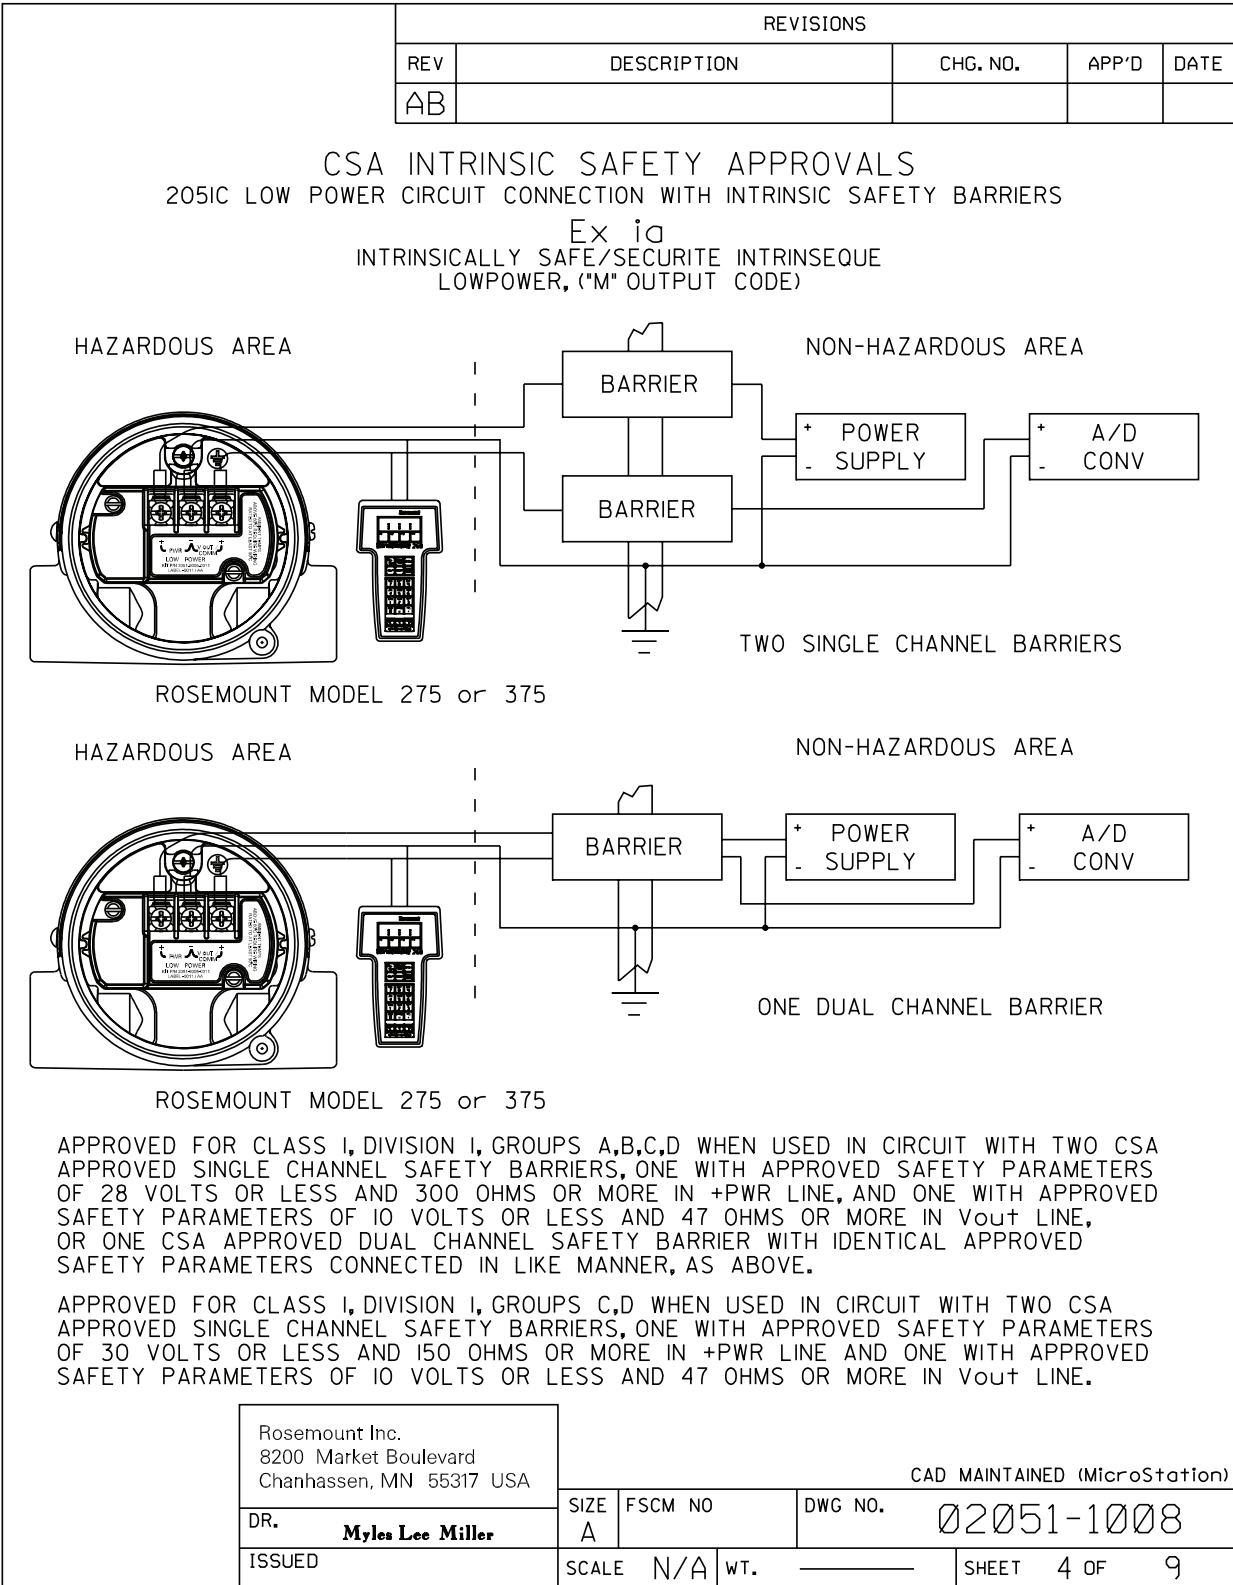 REVISIONS
REV DESCRIPTION CHG. NO. APP'D DATE
AB
CSA INTRINSIC SAFETY APPROVALS
2051C LOW POWER CIRCUIT CONNECTION WITH INTRINSIC SAFETY BARRIERS
Ex ia
INTRINSICALLY SAFE/SECURITE INTRINSEQUE
LOWPOWER, ("M" OUTPUT CODE)
HAZARDOUS AREA
NON-HAZARDOUS AREA
BARRIER
+ POWER
- SUPPLY
+ A/D
- CONV
BARRIER
+ PWR - V OUT +
COMM
LOW POWER
TWO SINGLE CHANNEL BARRIERS
ROSEMOUNT MODEL 275 or 375
HAZARDOUS AREA
NON-HAZARDOUS AREA
BARRIER
+ POWER
- SUPPLY
+ A/D
- CONV
+ PWR - V OUT +
COMM
LOW POWER
ONE DUAL CHANNEL BARRIER
ROSEMOUNT MODEL 275 or 375
APPROVED FOR CLASS I, DIVISION I, GROUPS A,B,C,D WHEN USED IN CIRCUIT WITH TWO CSA
APPROVED SINGLE CHANNEL SAFETY BARRIERS, ONE WITH APPROVED SAFETY PARAMETERS
OF 28 VOLTS OR LESS AND 300 OHMS OR MORE IN +PWR LINE, AND ONE WITH APPROVED
SAFETY PARAMETERS OF 10 VOLTS OR LESS AND 47 OHMS OR MORE IN Vout LINE,
OR ONE CSA APPROVED DUAL CHANNEL SAFETY BARRIER WITH IDENTICAL APPROVED
SAFETY PARAMETERS CONNECTED IN LIKE MANNER, AS ABOVE.
APPROVED FOR CLASS I, DIVISION I, GROUPS C,D WHEN USED IN CIRCUIT WITH TWO CSA
APPROVED SINGLE CHANNEL SAFETY BARRIERS, ONE WITH APPROVED SAFETY PARAMETERS
OF 30 VOLTS OR LESS AND 150 OHMS OR MORE IN +PWR LINE AND ONE WITH APPROVED
SAFETY PARAMETERS OF 10 VOLTS OR LESS AND 47 OHMS OR MORE IN Vout LINE.
Rosemount Inc.
8200 Market Boulevard
Chanhassen, MN 55317 USA
CAD MAINTAINED (MicroStation)
DR. Myles Lee Miller
SIZE A FSCM NO DWG NO. 02051-1008
ISSUED
SCALE N/A WT. SHEET 4 OF 9